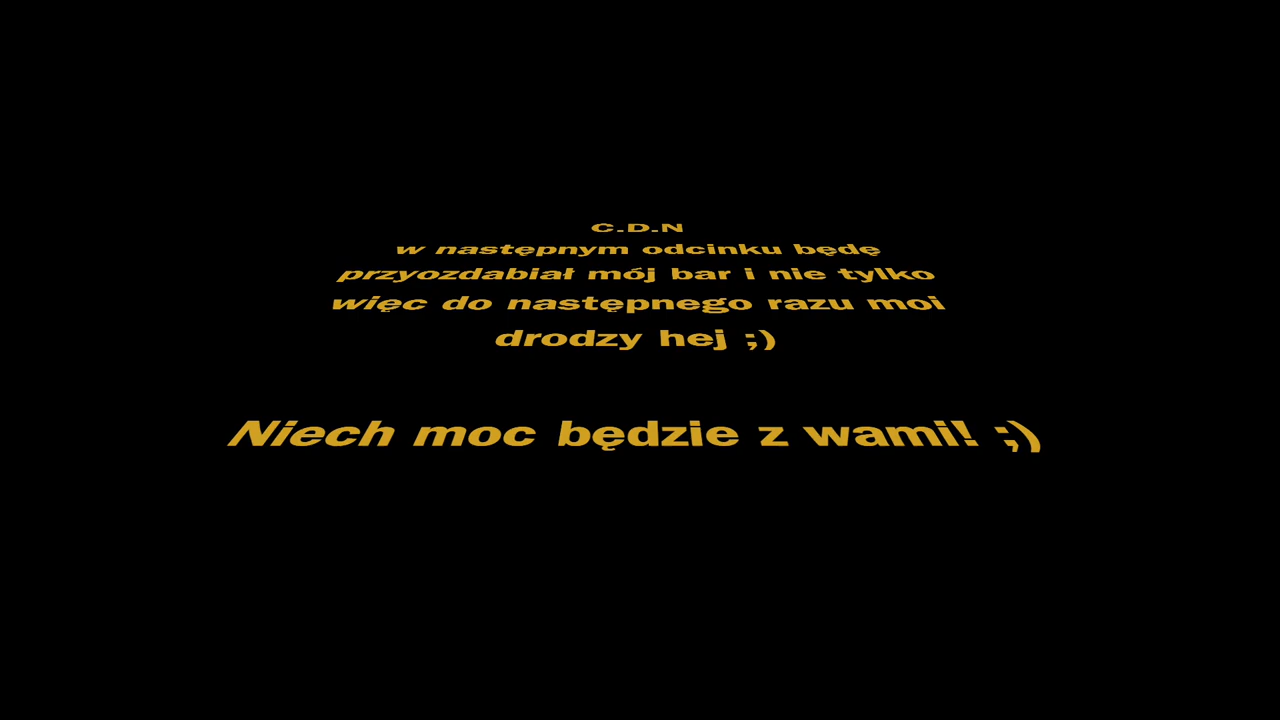 C.D.N
w następnym odcinku będę
przyozdabiał mój bar i nie tylko
więc do następnego razu moi
drodzy hej ;)
Niech moc będzie z wami! ;)